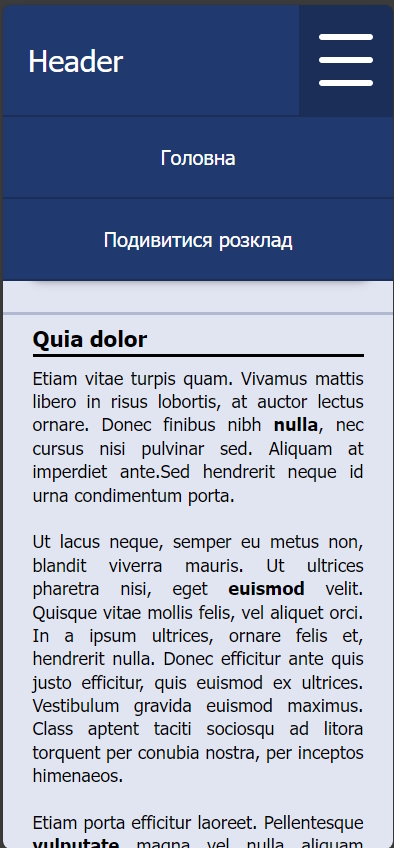 Header
Головна
Подивитися розклад
Quia dolor
Etiam vitae turpis quam. Vivamus mattis
libero in risus lobortis, at auctor lectus
ornare. Donec finibus nibh nulla, nec
cursus nisi pulvinar sed. Aliquam at
imperdiet ante.Sed hendrerit neque id
urna condimentum porta.
Ut lacus neque, semper eu metus non,
blandit viverra mauris. Ut ultrices
pharetra nisi, eget euismod velit.
Quisque vitae mollis felis, vel aliquet orci.
In a ipsum ultrices, ornare felis et,
hendrerit nulla. Donec efficitur ante quis
justo efficitur, quis euismod ex ultrices.
Vestibulum gravida euismod maximus.
Class aptent taciti sociosqu ad litora
torquent per conubia nostra, per inceptos
himenaeos.
Etiam porta efficitur laoreet. Pellentesque
vulputate magna vel nulla aliquam